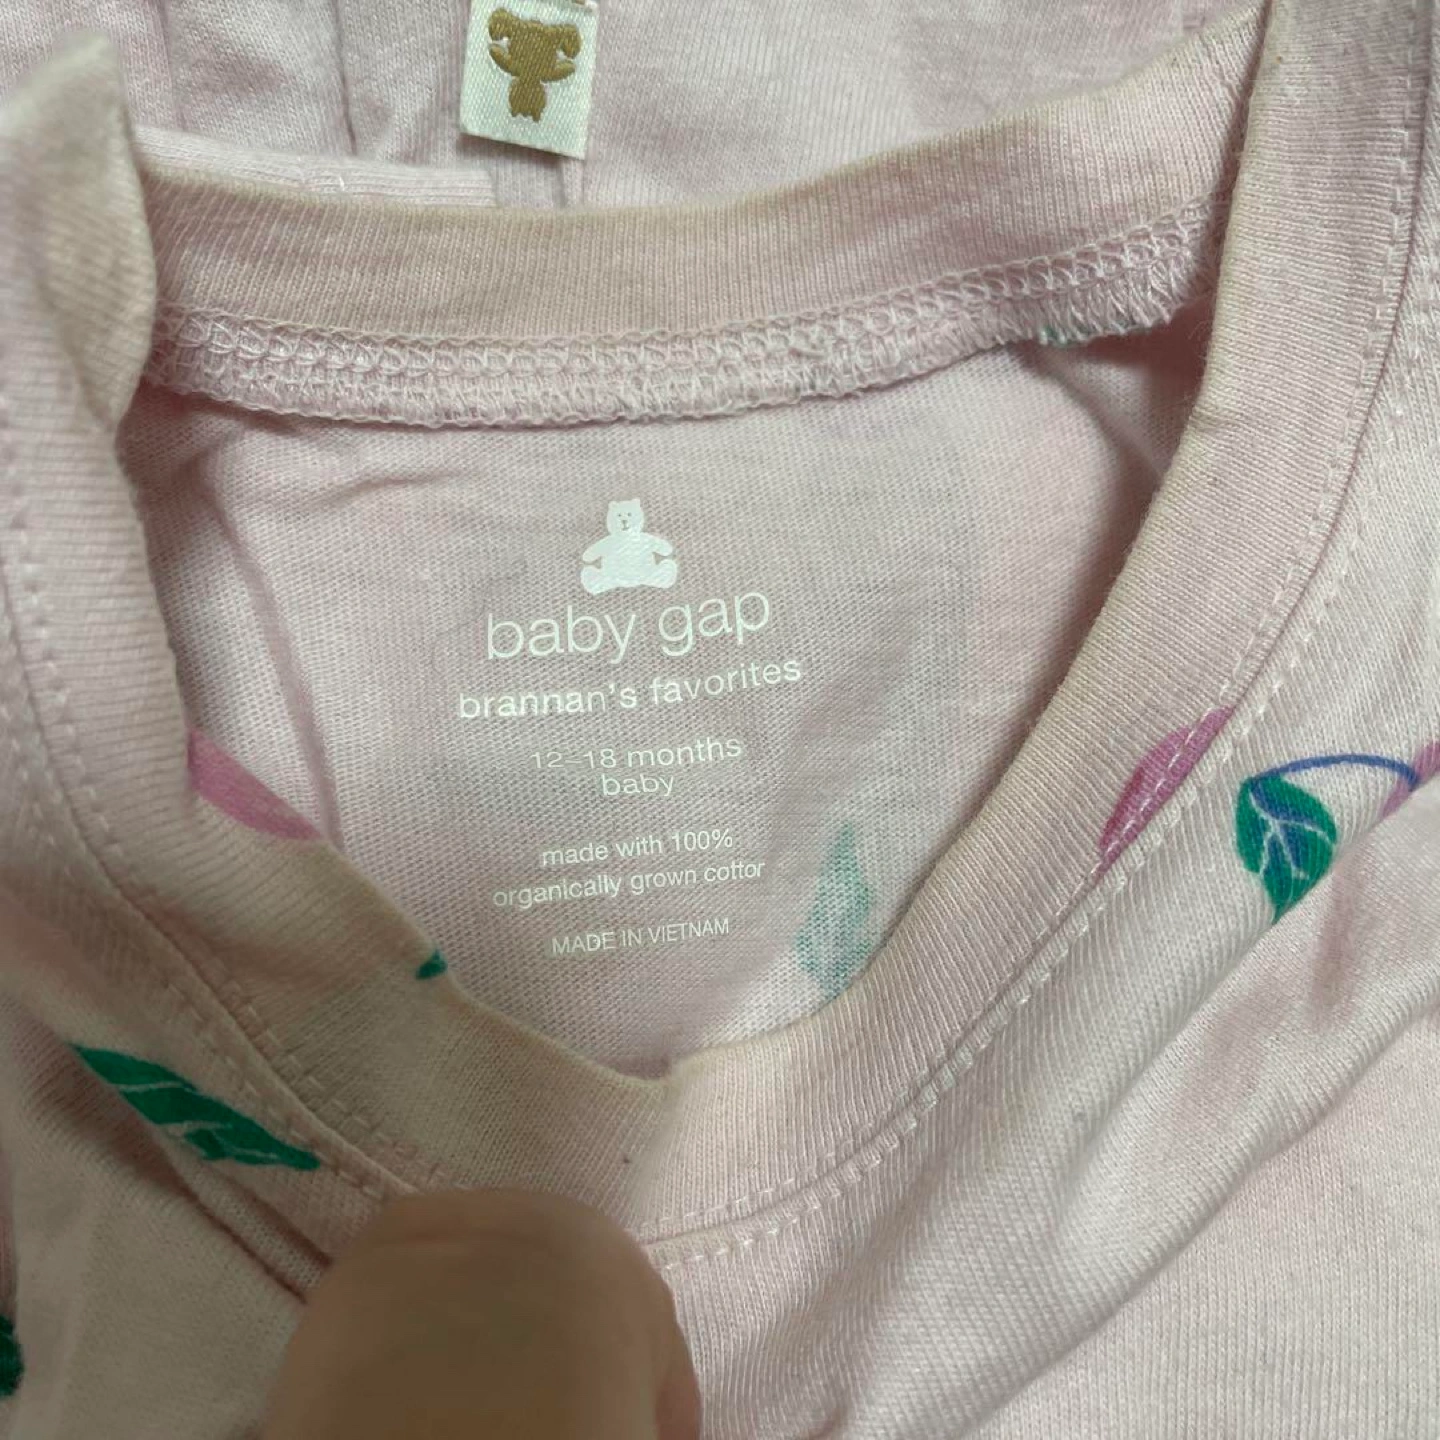 baby gap
brannan's favorites
12-18 months
baby
made with 100%
organically grown cotton
MADE IN VIETNAM